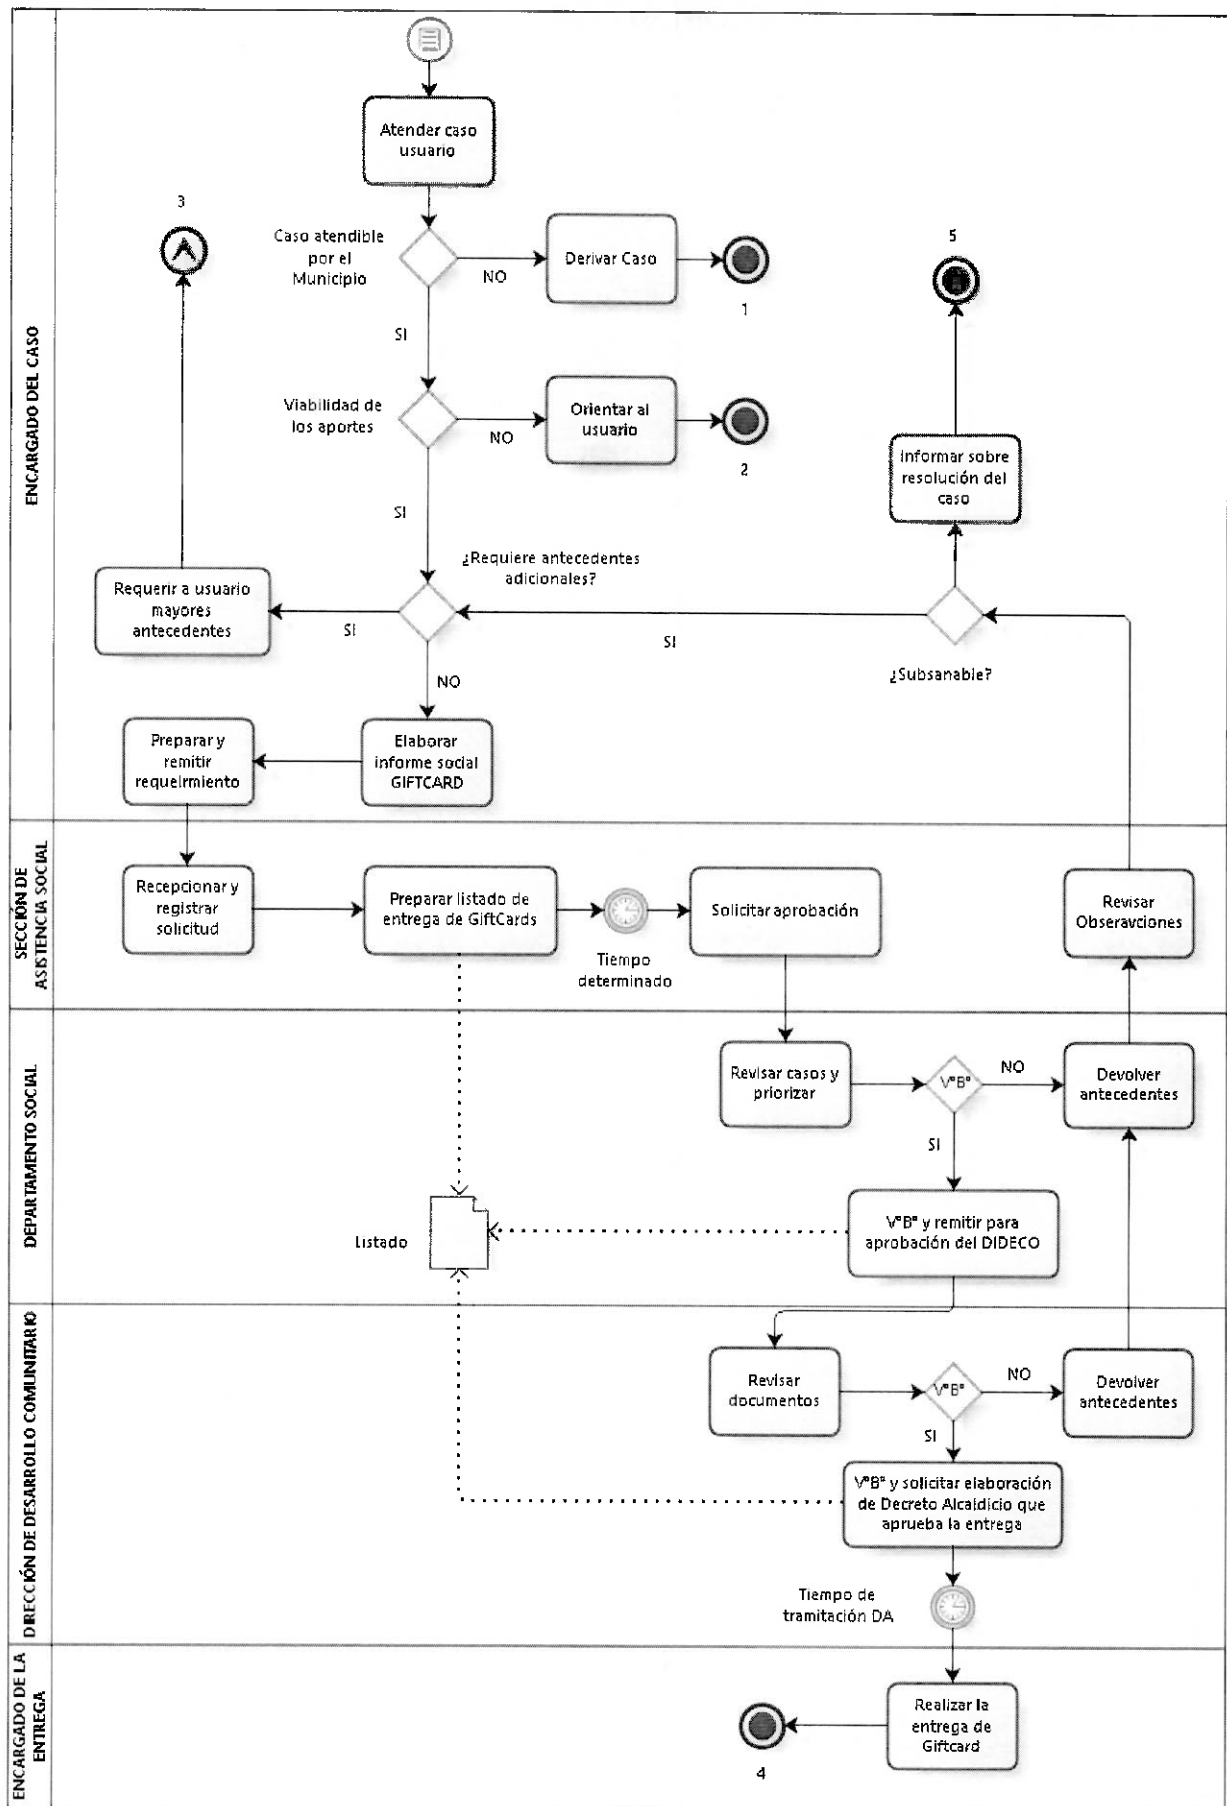 ENCARGADO DEL CASO
Atender caso
usuario
3
Caso atendible
por el
Municipio
NO
Derivar Caso
1
5
SI
Viabilidad de
los aportes
NO
Orientar al
usuario
2
Informar sobre
resolución del
caso
SI
¿Requiere antecedentes
adicionales?
Requerir a usuario
mayores
antecedentes
SI
SI
¿Subsanable?
NO
Preparar y
remitir
requeirmiento
Elaborar
informe social
GIFTCARD
SECCIÓN DE
ASISTENCIA SOCIAL
Recepcionar y
registrar
solicitud
Preparar listado de
entrega de GiftCards
Tiempo
determinado
Solicitar aprobación
Revisar
Obseravciones
DEPARTAMENTO SOCIAL
Revisar casos y
priorizar
V°B°
NO
Devolver
antecedentes
SI
V°B° y remitir para
aprobación del DIDECO
Listado
DIRECCIÓN DE DESARROLLO COMUNITARIO
Revisar
documentos
V°B°
NO
Devolver
antecedentes
SI
V°B° y solicitar elaboración
de Decreto Alcaldicio que
aprueba la entrega
Tiempo de
tramitación DA
ENCARGADO DE LA
ENTREGA
Realizar la
entrega de
Giftcard
4